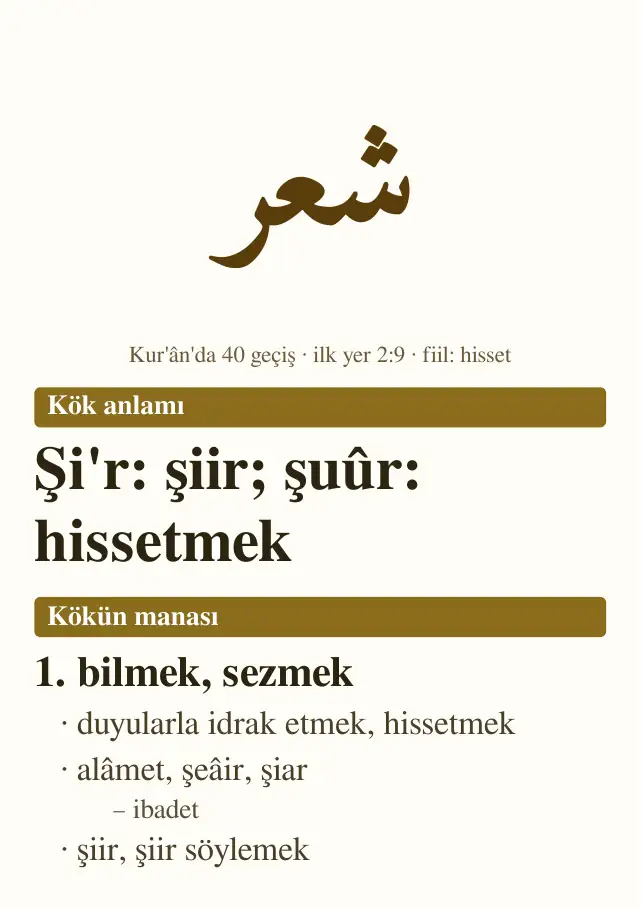 شعر
Kur'ân'da 40 geçiş · ilk yer 2:9 · fiil: hisset
Kök anlamı
Şi'r: şiir; şuûr:
hissetmek
Kökün manası
1. bilmek, sezmek
· duyularla idrak etmek, hissetmek
· alâmet, şeâir, şiar
– ibadet
· şiir, şiir söylemek